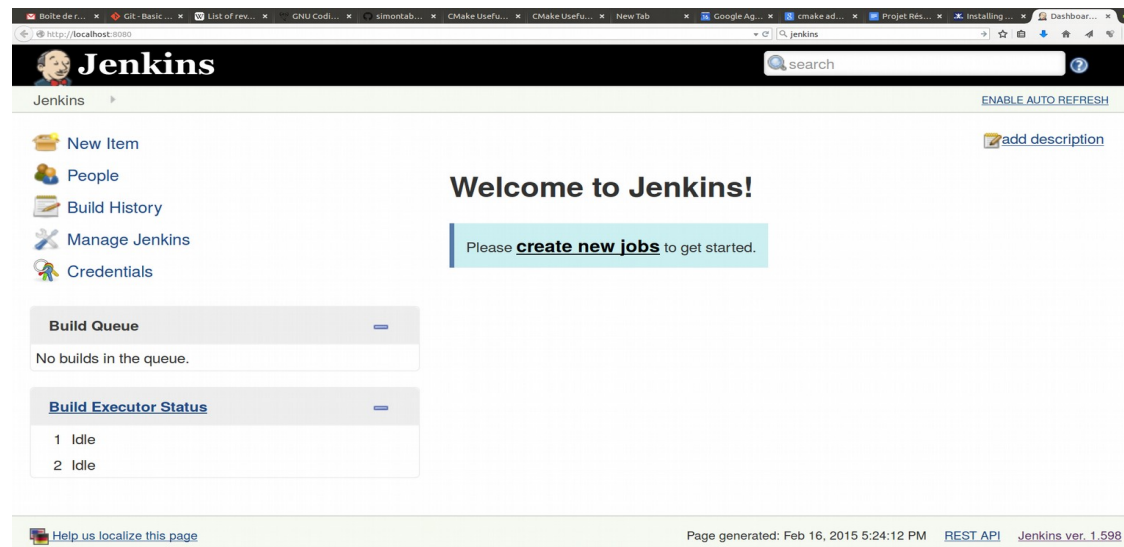 Boîte de r... Git - Basic ... List of rev... GNU Codi... simontab... CMake Usefu... CMake Usefu... New Tab Google Ag... cmake ad... Projet Rés... Installing ... Dashboar...
http://localhost:8080 jenkins
Jenkins search
Jenkins ENABLE AUTO REFRESH
New Item add description
People
Welcome to Jenkins!
Build History
Manage Jenkins
Please create new jobs to get started.
Credentials
Build Queue
No builds in the queue.
Build Executor Status
1 Idle
2 Idle
Help us localize this page Page generated: Feb 16, 2015 5:24:12 PM REST API Jenkins ver. 1.598